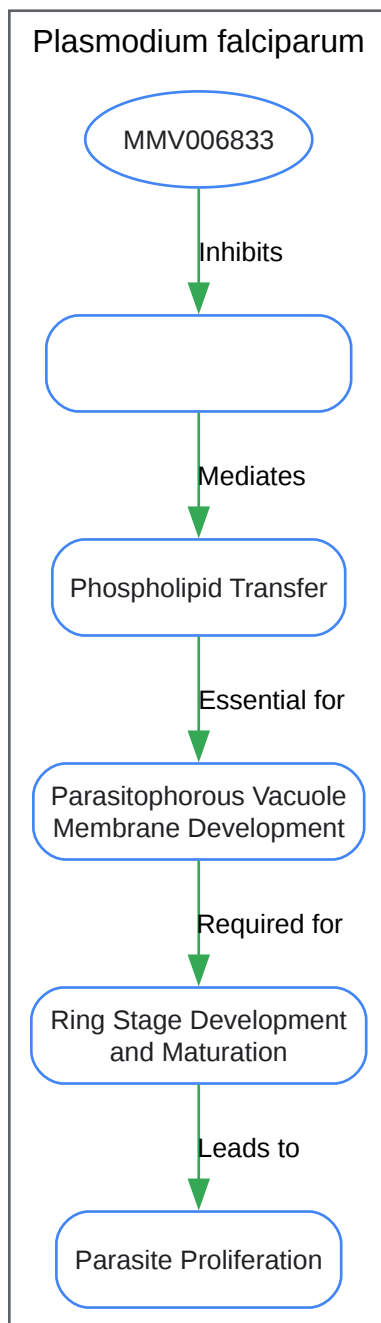 Plasmodium falciparum
MMV006833
Inhibits
Mediates
Phospholipid Transfer
Essential for
Parasitophorous Vacuole
Membrane Development
Required for
Ring Stage Development
and Maturation
Leads to
Parasite Proliferation